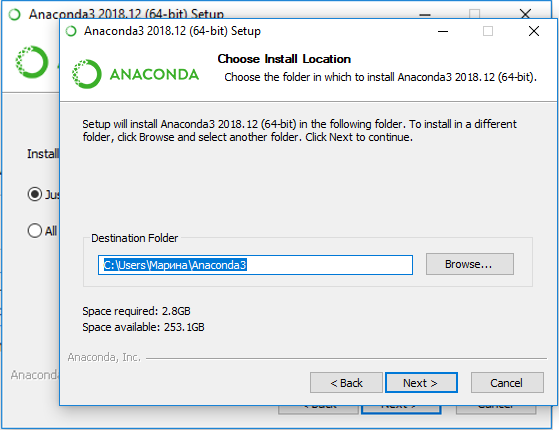 Anaconda3 2018.12 (64-bit) Setup
Anaconda3 2018.12 (64-bit) Setup
ANACONDA
Choose Install Location
Choose the folder in which to install Anaconda3 2018.12 (64-bit).
Setup will install Anaconda3 2018.12 (64-bit) in the following folder. To install in a different
folder, click Browse and select another folder. Click Next to continue.
Install
All
Destination Folder
C:\Users\Марина\Anaconda3
Browse...
Space required: 2.8GB
Space available: 253.1GB
Anaconda, Inc.
< Back
Next >
Cancel